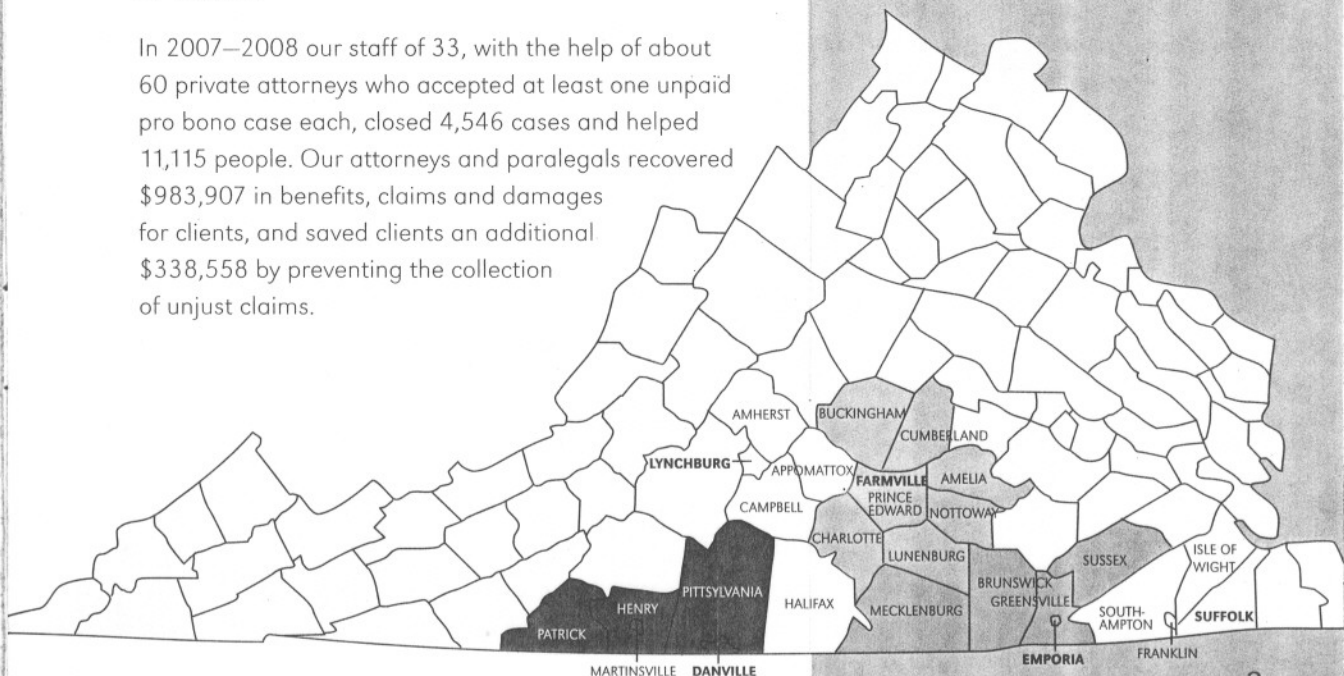 In 2007–2008 our staff of 33, with the help of about
60 private attorneys who accepted at least one unpaid
pro bono case each, closed 4,546 cases and helped
11,115 people. Our attorneys and paralegals recovered
$983,907 in benefits, claims and damages
for clients, and saved clients an additional
$338,558 by preventing the collection
of unjust claims.
AMHERST
BUCKINGHAM
CUMBERLAND
LYNCHBURG
APPOMATTOX
FARMVILLE
AMELIA
PRINCE
EDWARD
NOTTOWAY
CAMPBELL
CHARLOTTE
LUNENBURG
SUSSEX
ISLE OF
WIGHT
PITTSYLVANIA
BRUNSWICK
GREENSVILLE
HENRY
HALIFAX
MECKLENBURG
SOUTH-
AMPTON
SUFFOLK
PATRICK
EMPORIA
FRANKLIN
MARTINSVILLE
DANVILLE